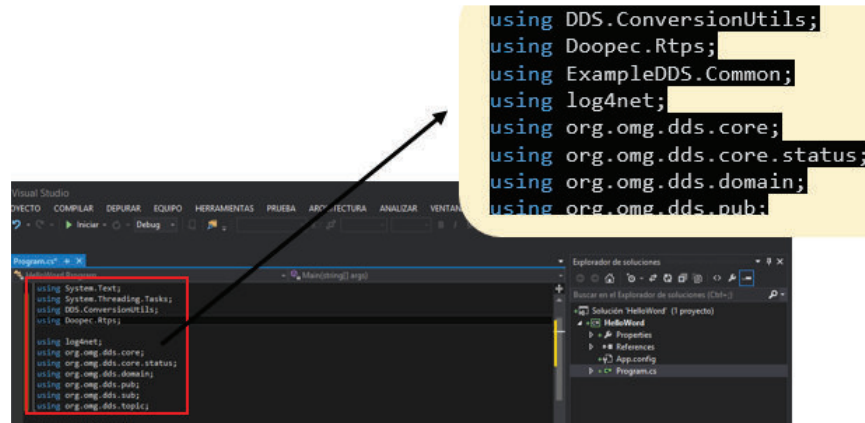 using DDS.ConversionUtils;
using Doopec.Rtps;
using ExampleDDS.Common;
using log4net;
using org.omg.dds.core;
using org.omg.dds.core.status;
using org.omg.dds.domain;
using org.omg.dds.pub;
Visual Studio
OYECTO COMPILAR DEPURAR EQUIPO HERRAMIENTAS PRUEBA ARQUITECTURA ANALIZAR VENTAN
Iniciar Debug
Program.cs* Explorador de soluciones
HelloWord.Program Main(string[] args)
Buscar en el Explorador de soluciones (Ctrl+;)
using System.Text;
using System.Threading.Tasks;
using DDS.ConversionUtils;
using Doopec.Rtps;
using log4net;
using org.omg.dds.core;
using org.omg.dds.core.status;
using org.omg.dds.domain;
using org.omg.dds.pub;
using org.omg.dds.sub;
using org.omg.dds.topic;
Solución 'HelloWord' (1 proyecto)
HelloWord
Properties
References
App.config
Program.cs